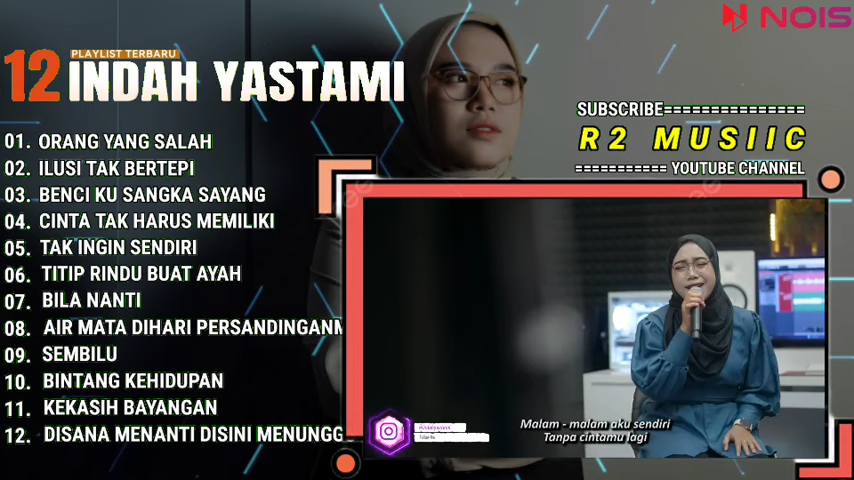 NOIS
PLAYLIST TERBARU
12 INDAH YASTAMI
SUBSCRIBE===============
R2 MUSIIC
=========== YOUTUBE CHANNEL
01. ORANG YANG SALAH
02. ILUSI TAK BERTEPI
03. BENCI KU SANGKA SAYANG
04. CINTA TAK HARUS MEMILIKI
05. TAK INGIN SENDIRI
06. TITIP RINDU BUAT AYAH
07. BILA NANTI
08. AIR MATA DIHARI PERSANDINGANM
09. SEMBILU
10. BINTANG KEHIDUPAN
11. KEKASIH BAYANGAN
12. DISANA MENANTI DISINI MENUNGG
Malam - malam aku sendiri
Tanpa cintamu lagi